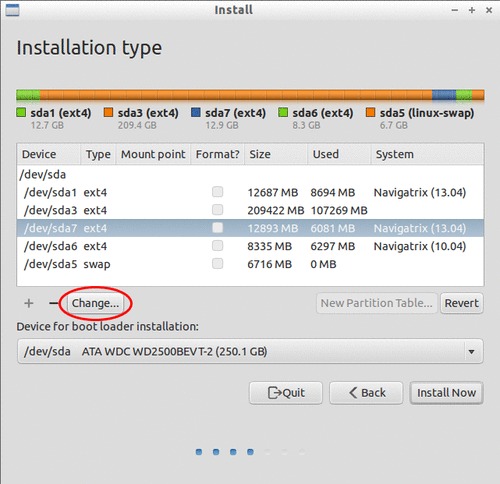 Install
Installation type
sda1 (ext4) sda3 (ext4) sda7 (ext4) sda6 (ext4) sda5 (linux-swap)
12.7 GB 209.4 GB 12.9 GB 8.3 GB 6.7 GB
Device Type Mount point Format? Size Used System
/dev/sda
/dev/sda1 ext4 12687 MB 8694 MB Navigatrix (13.04)
/dev/sda3 ext4 209422 MB 107269 MB
/dev/sda7 ext4 12893 MB 6081 MB Navigatrix (13.04)
/dev/sda6 ext4 8335 MB 6297 MB Navigatrix (10.04)
/dev/sda5 swap 6716 MB 0 MB
+ − Change... New Partition Table... Revert
Device for boot loader installation:
/dev/sda ATA WDC WD2500BEVT-2 (250.1 GB)
Quit Back Install Now